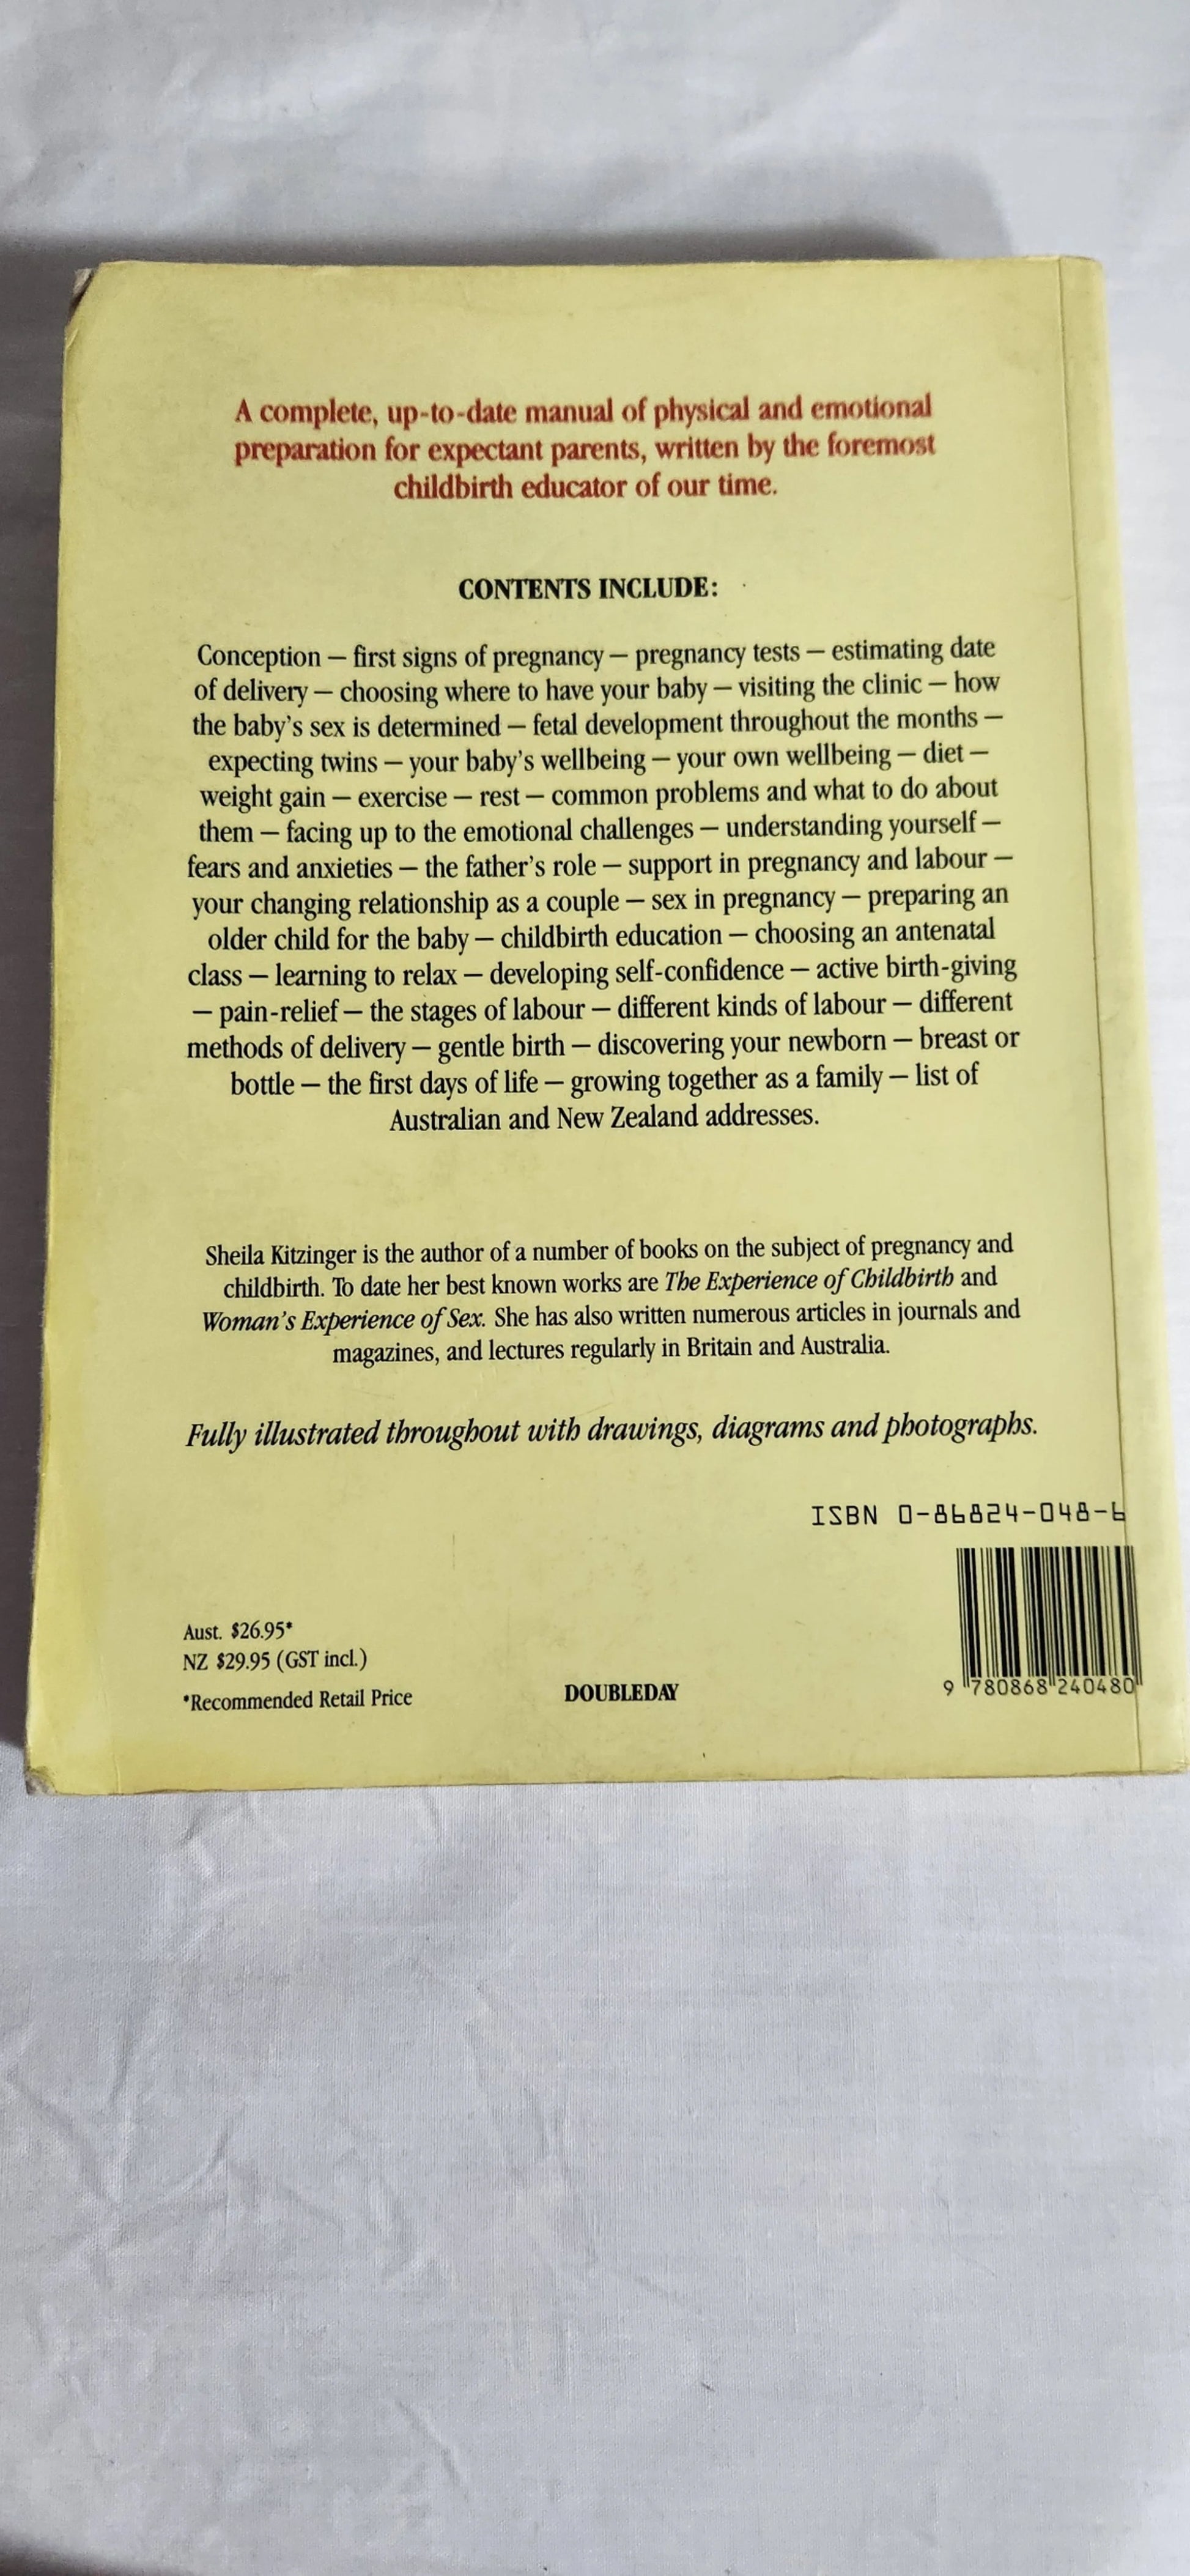 A complete, up-to-date manual of physical and emotional
preparation for expectant parents, written by the foremost
childbirth educator of our time.
CONTENTS INCLUDE:
Conception — first signs of pregnancy — pregnancy tests — estimating date
of delivery — choosing where to have your baby — visiting the clinic — how
the baby's sex is determined — fetal development throughout the months —
expecting twins — your baby's wellbeing — your own wellbeing — diet —
weight gain — exercise — rest — common problems and what to do about
them — facing up to the emotional challenges — understanding yourself —
fears and anxieties — the father's role — support in pregnancy and labour —
your changing relationship as a couple — sex in pregnancy — preparing an
older child for the baby — childbirth education — choosing an antenatal
class — learning to relax — developing self-confidence — active birth-giving
— pain-relief — the stages of labour — different kinds of labour — different
methods of delivery — gentle birth — discovering your newborn — breast or
bottle — the first days of life — growing together as a family — list of
Australian and New Zealand addresses.
Sheila Kitzinger is the author of a number of books on the subject of pregnancy and
childbirth. To date her best known works are The Experience of Childbirth and
Woman's Experience of Sex. She has also written numerous articles in journals and
magazines, and lectures regularly in Britain and Australia.
Fully illustrated throughout with drawings, diagrams and photographs.
ISBN 0-86824-048-6
Aust. $26.95*
NZ $29.95 (GST incl.)
*Recommended Retail Price
DOUBLEDAY
9 780868 240480